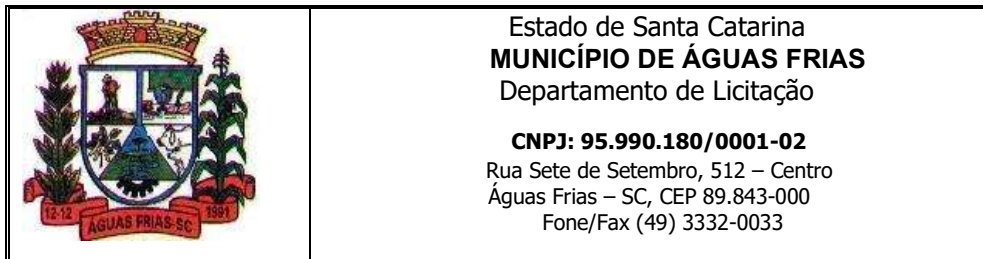 Estado de Santa Catarina
MUNICÍPIO DE ÁGUAS FRIAS
Departamento de Licitação
CNPJ: 95.990.180/0001-02
Rua Sete de Setembro, 512 – Centro
Águas Frias – SC, CEP 89.843-000
Fone/Fax (49) 3332-0033
12-12
ÁGUAS FRIAS-SC
1991